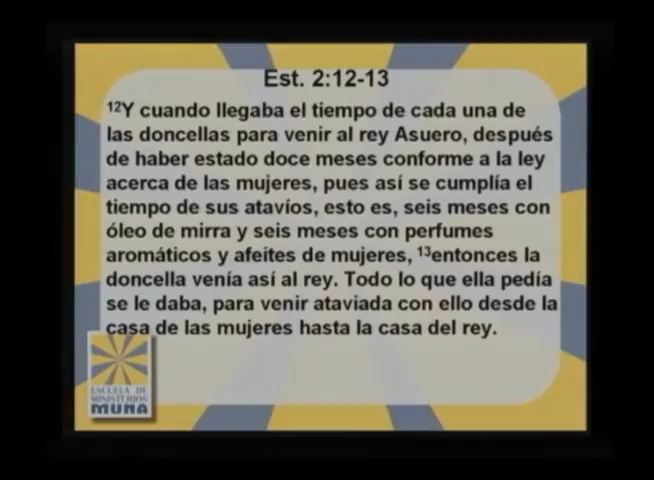 Est. 2:12-13
¹²Y cuando llegaba el tiempo de cada una de
las doncellas para venir al rey Asuero, después
de haber estado doce meses conforme a la ley
acerca de las mujeres, pues así se cumplía el
tiempo de sus atavíos, esto es, seis meses con
óleo de mirra y seis meses con perfumes
aromáticos y afeites de mujeres, ¹³entonces la
doncella venía así al rey. Todo lo que ella pedía
se le daba, para venir ataviada con ello desde la
casa de las mujeres hasta la casa del rey.
ESCUELA DE
MINISTERIOS
MUNA